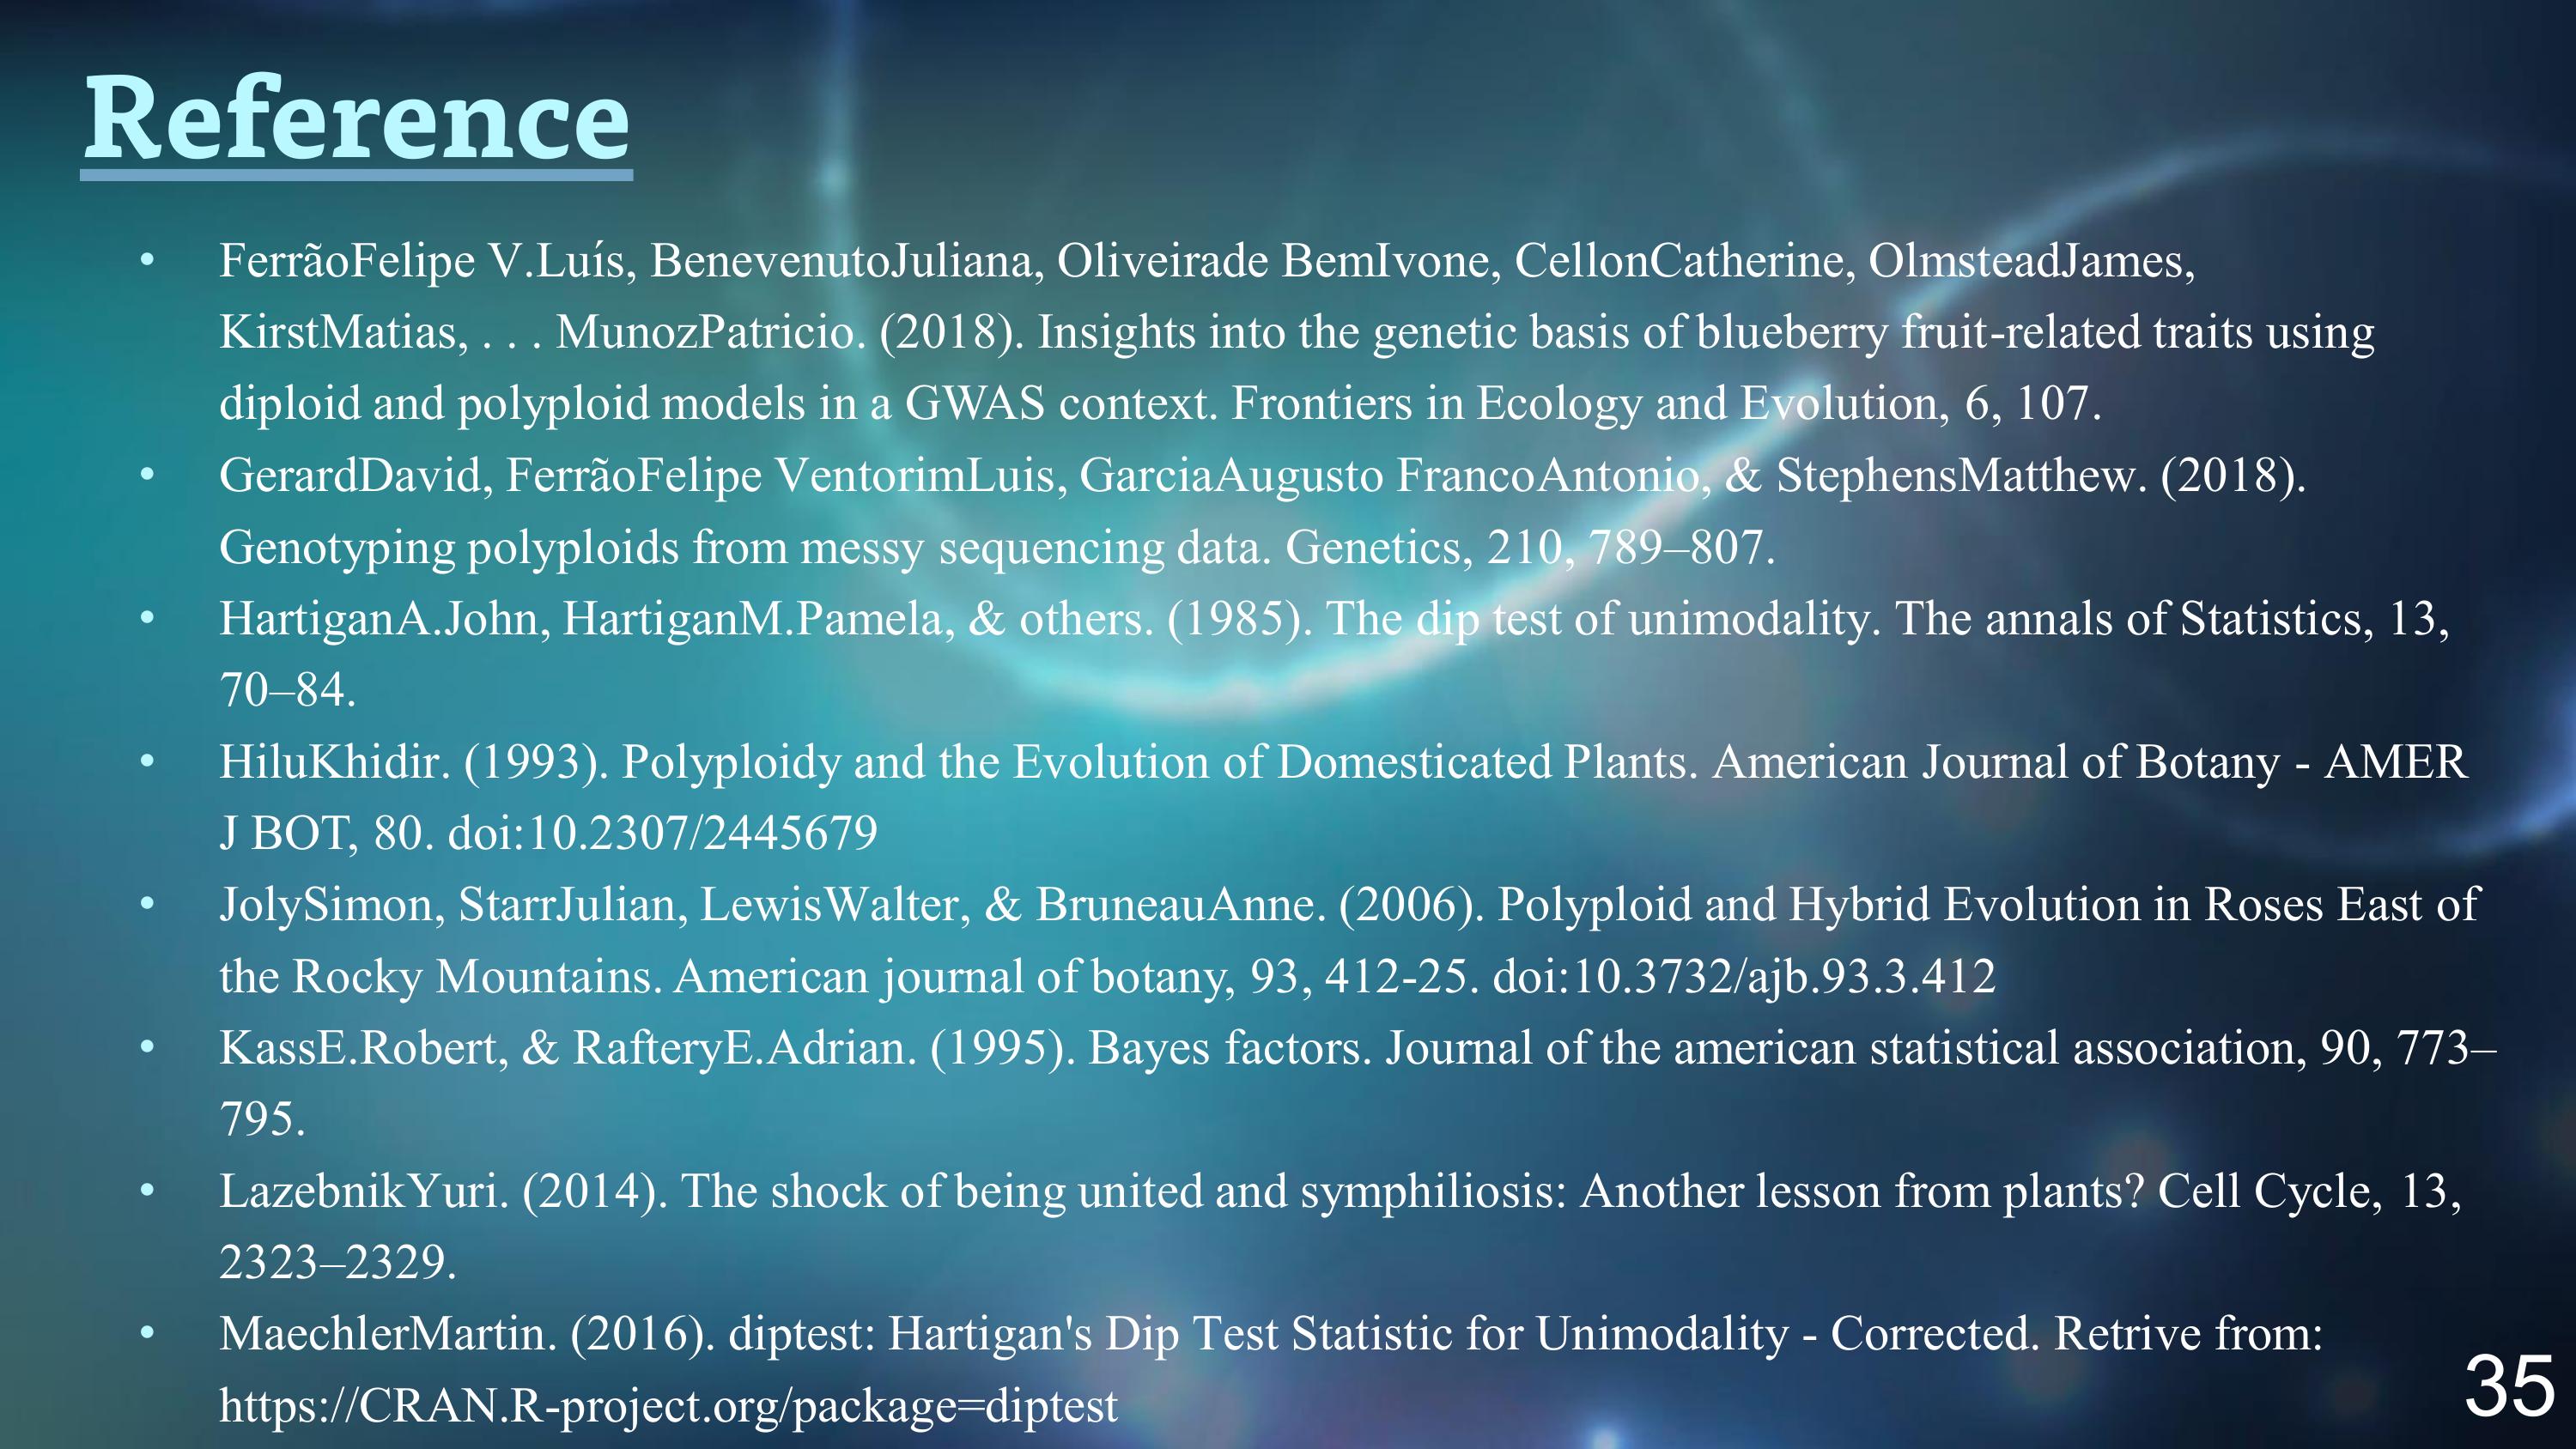 Reference
• FerrãoFelipe V.Luís, BenevenutoJuliana, Oliveirade BemIvone, CellonCatherine, OlmsteadJames,
KirstMatias, . . . MunozPatricio. (2018). Insights into the genetic basis of blueberry fruit-related traits using
diploid and polyploid models in a GWAS context. Frontiers in Ecology and Evolution, 6, 107.
• GerardDavid, FerrãoFelipe VentorimLuis, GarciaAugusto FrancoAntonio, & StephensMatthew. (2018).
Genotyping polyploids from messy sequencing data. Genetics, 210, 789–807.
• HartiganA.John, HartiganM.Pamela, & others. (1985). The dip test of unimodality. The annals of Statistics, 13,
70–84.
• HiluKhidir. (1993). Polyploidy and the Evolution of Domesticated Plants. American Journal of Botany - AMER
J BOT, 80. doi:10.2307/2445679
• JolySimon, StarrJulian, LewisWalter, & BruneauAnne. (2006). Polyploid and Hybrid Evolution in Roses East of
the Rocky Mountains. American journal of botany, 93, 412-25. doi:10.3732/ajb.93.3.412
• KassE.Robert, & RafteryE.Adrian. (1995). Bayes factors. Journal of the american statistical association, 90, 773–
795.
• LazebnikYuri. (2014). The shock of being united and symphiliosis: Another lesson from plants? Cell Cycle, 13,
2323–2329.
• MaechlerMartin. (2016). diptest: Hartigan's Dip Test Statistic for Unimodality - Corrected. Retrive from:
https://CRAN.R-project.org/package=diptest
35